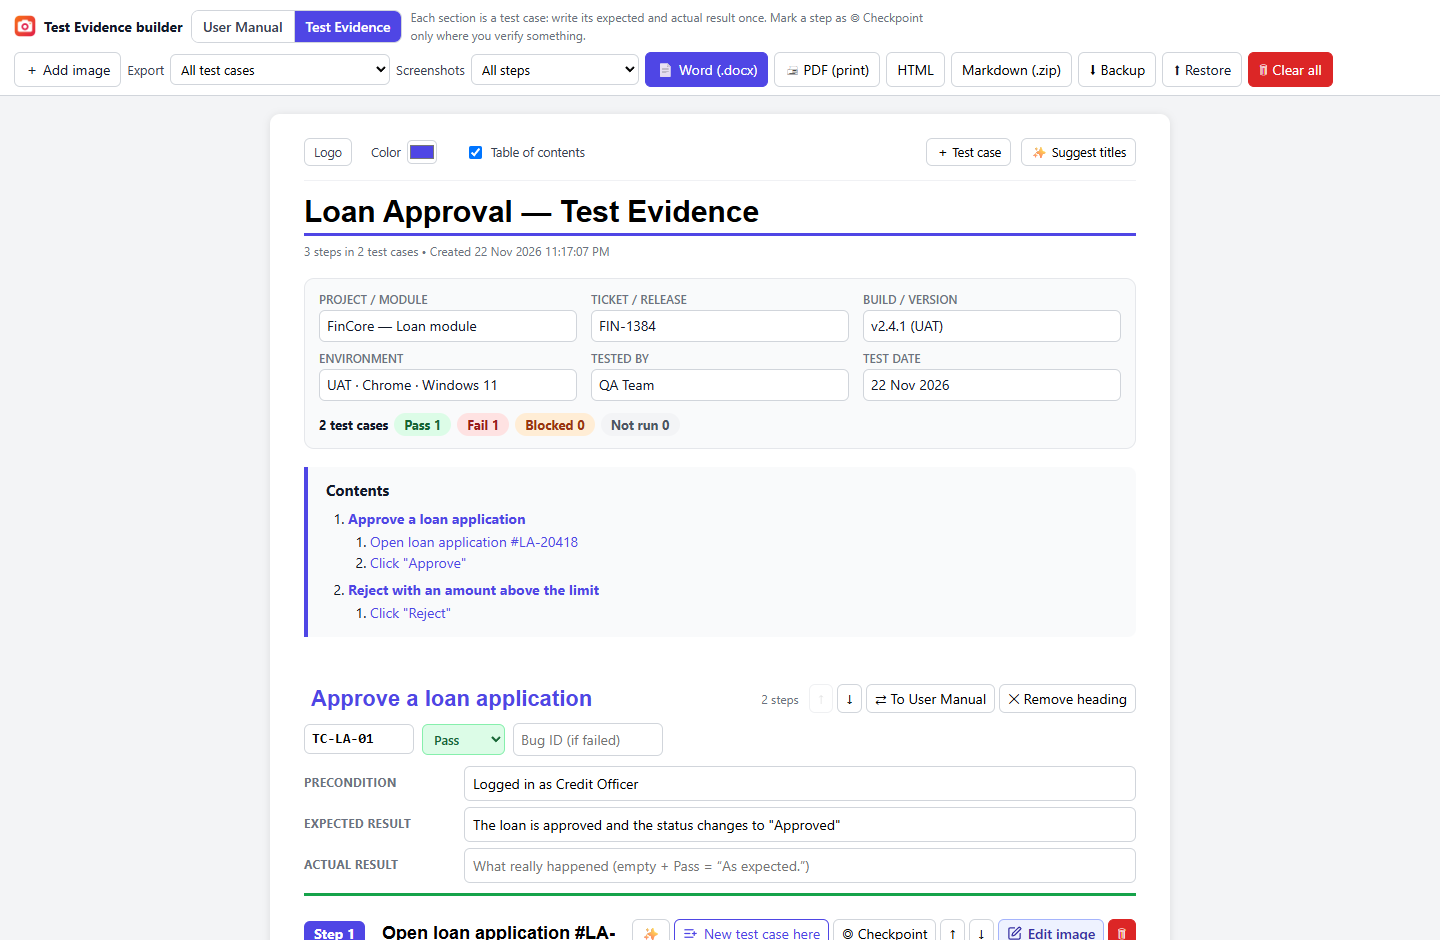 Test Evidence builder
User Manual
Test Evidence
Each section is a test case: write its expected and actual result once. Mark a step as ◎ Checkpoint
only where you verify something.
+ Add image
Export
All test cases
Screenshots
All steps
Word (.docx)
PDF (print)
HTML
Markdown (.zip)
⬇ Backup
⬆ Restore
Clear all
Logo
Color
Table of contents
+ Test case
✨ Suggest titles
Loan Approval — Test Evidence
3 steps in 2 test cases • Created 22 Nov 2026 11:17:07 PM
PROJECT / MODULE
TICKET / RELEASE
BUILD / VERSION
FinCore — Loan module
FIN-1384
v2.4.1 (UAT)
ENVIRONMENT
TESTED BY
TEST DATE
UAT · Chrome · Windows 11
QA Team
22 Nov 2026
2 test cases
Pass 1
Fail 1
Blocked 0
Not run 0
Contents
1. Approve a loan application
1. Open loan application #LA-20418
2. Click "Approve"
2. Reject with an amount above the limit
1. Click "Reject"
Approve a loan application
2 steps
↑
↓
⇄ To User Manual
✕ Remove heading
TC-LA-01
Pass
Bug ID (if failed)
PRECONDITION
Logged in as Credit Officer
EXPECTED RESULT
The loan is approved and the status changes to "Approved"
ACTUAL RESULT
What really happened (empty + Pass = “As expected.”)
Step 1
Open loan application #LA-
New test case here
◎ Checkpoint
↑
↓
Edit image